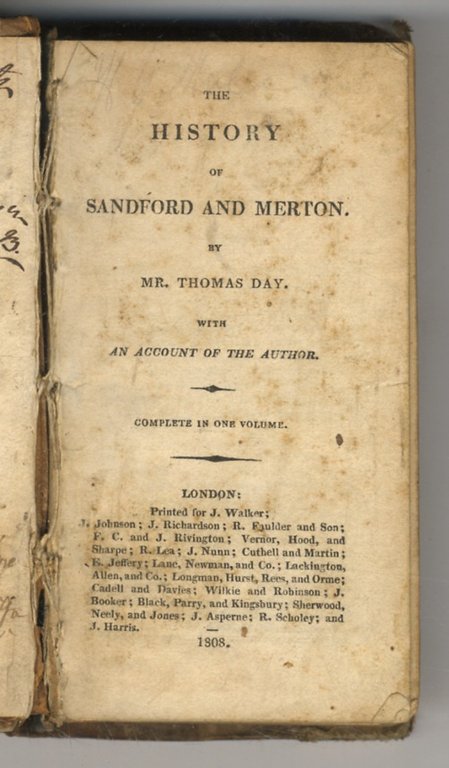 THE
HISTORY
OF
SANDFORD AND MERTON.
BY
MR. THOMAS DAY.
WITH
AN ACCOUNT OF THE AUTHOR.
COMPLETE IN ONE VOLUME.
LONDON:
Printed for J. Walker;
J. Johnson; J. Richardson; R. Faulder and Son;
F. C. and J. Rivington; Vernor, Hood, and
Sharpe; R. Lea; J. Nunn; Cuthell and Martin;
E. Jeffery; Lane, Newman, and Co.; Lackington,
Allen, and Co.; Longman, Hurst, Rees, and Orme;
Cadell and Davies; Wilkie and Robinson; J.
Booker; Black, Parry, and Kingsbury; Sherwood,
Neely, and Jones; J. Asperne; R. Scholey; and
J. Harris.
1808.